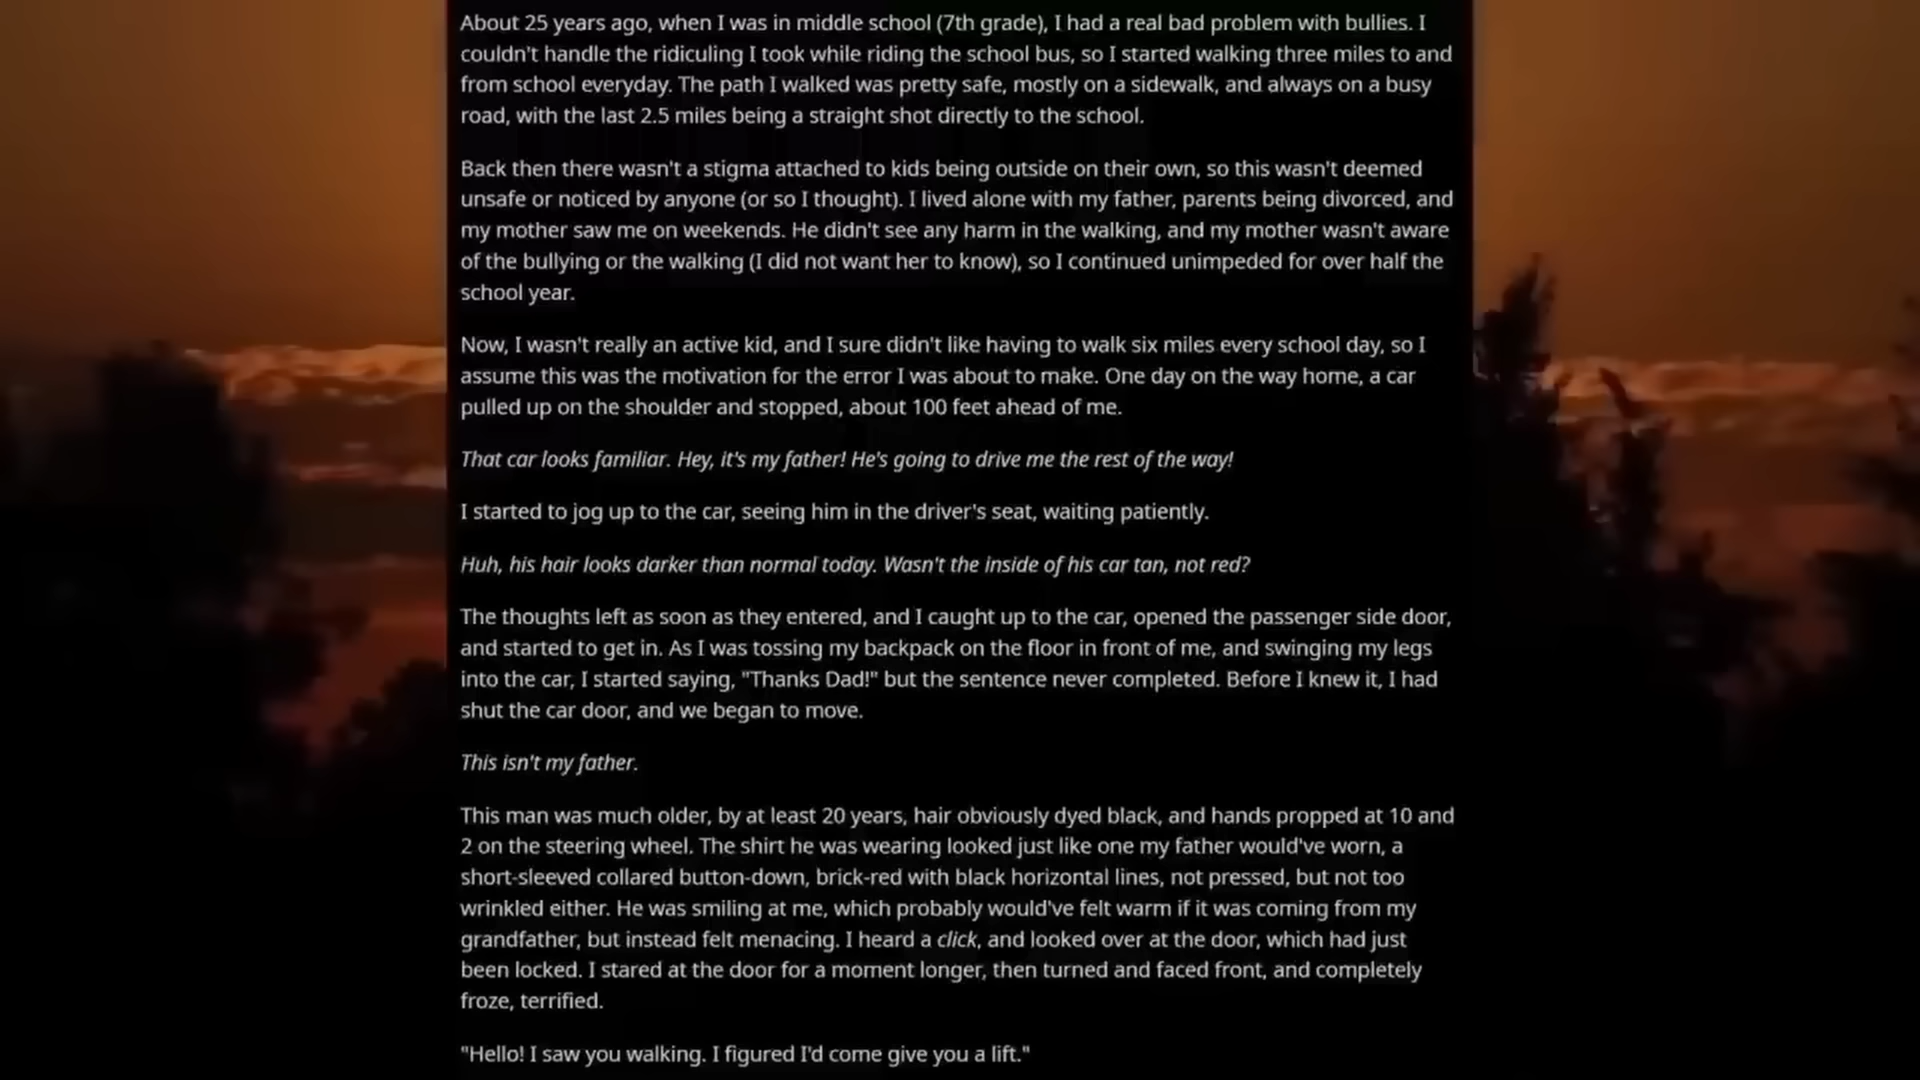 About 25 years ago, when I was in middle school (7th grade), I had a real bad problem with bullies. I
couldn't handle the ridiculing I took while riding the school bus, so I started walking three miles to and
from school everyday. The path I walked was pretty safe, mostly on a sidewalk, and always on a busy
road, with the last 2.5 miles being a straight shot directly to the school.
Back then there wasn't a stigma attached to kids being outside on their own, so this wasn't deemed
unsafe or noticed by anyone (or so I thought). I lived alone with my father, parents being divorced, and
my mother saw me on weekends. He didn't see any harm in the walking, and my mother wasn't aware
of the bullying or the walking (I did not want her to know), so I continued unimpeded for over half the
school year.
Now, I wasn't really an active kid, and I sure didn't like having to walk six miles every school day, so I
assume this was the motivation for the error I was about to make. One day on the way home, a car
pulled up on the shoulder and stopped, about 100 feet ahead of me.
That car looks familiar. Hey, it's my father! He's going to drive me the rest of the way!
I started to jog up to the car, seeing him in the driver's seat, waiting patiently.
Huh, his hair looks darker than normal today. Wasn't the inside of his car tan, not red?
The thoughts left as soon as they entered, and I caught up to the car, opened the passenger side door,
and started to get in. As I was tossing my backpack on the floor in front of me, and swinging my legs
into the car, I started saying, "Thanks Dad!" but the sentence never completed. Before I knew it, I had
shut the car door, and we began to move.
This isn't my father.
This man was much older, by at least 20 years, hair obviously dyed black, and hands propped at 10 and
2 on the steering wheel. The shirt he was wearing looked just like one my father would've worn, a
short-sleeved collared button-down, brick-red with black horizontal lines, not pressed, but not too
wrinkled either. He was smiling at me, which probably would've felt warm if it was coming from my
grandfather, but instead felt menacing. I heard a click, and looked over at the door, which had just
been locked. I stared at the door for a moment longer, then turned and faced front, and completely
froze, terrified.
"Hello! I saw you walking. I figured I'd come give you a lift."